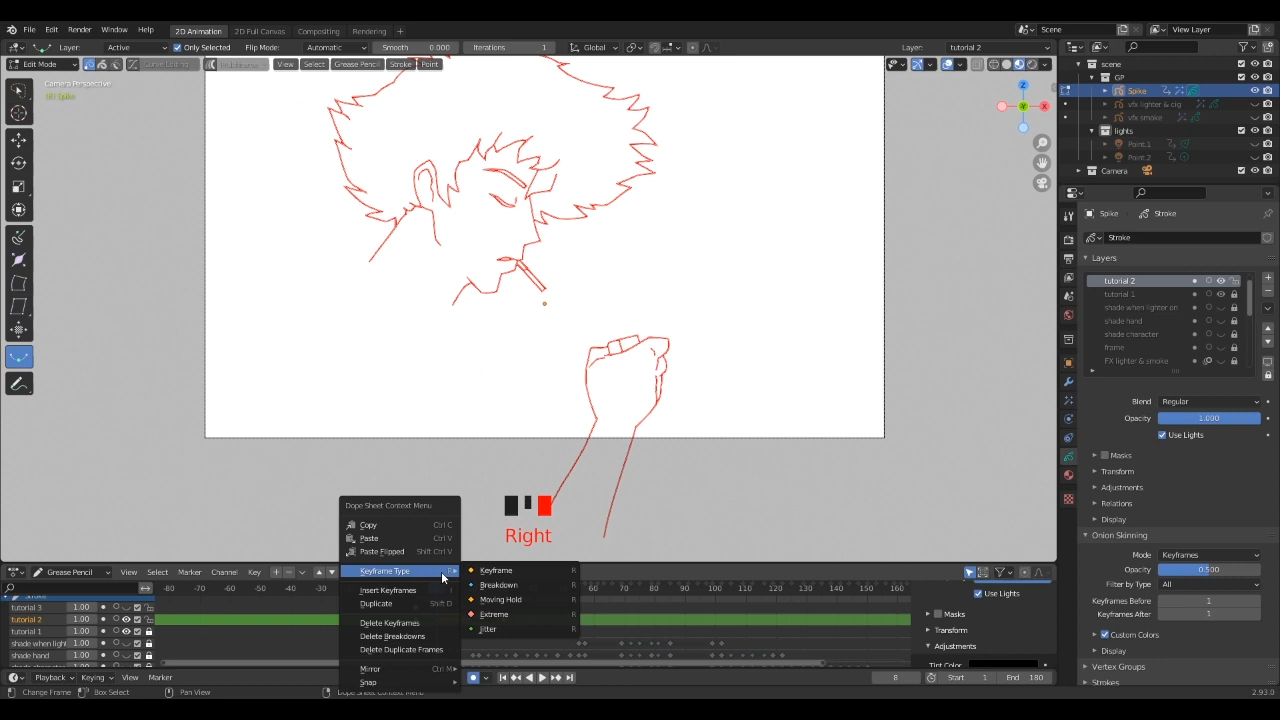 File Edit Render Window Help 2D Animation 2D Full Canvas Compositing Rendering + Scene View Layer
Layer: Active Only Selected Flip Mode: Automatic Smooth 0.000 Iterations 1 Global Layer: tutorial 2
Edit Mode View Select Grease Pencil Stroke Point
Camera Perspective
scene
GP
Spike
vfx lighter & cig
vfx smoke
lights
Point.1
Point.2
Camera
Spike Stroke
Stroke
Layers
tutorial 2
tutorial 1
shade when lighter on
shade hand
shade character
frame
FX lighter & smoke
Blend Regular
Opacity 1.000
Use Lights
Masks
Transform
Adjustments
Relations
Display
Onion Skinning
Mode Keyframes
Opacity 0.500
Filter by Type All
Keyframes Before 1
Keyframes After 1
Custom Colors
Display
Vertex Groups
Strokes
Right
Dope Sheet Context Menu
Copy Ctrl C
Paste Ctrl V
Paste Flipped Shift Ctrl V
Keyframe Type R
Insert Keyframes I
Duplicate Shift D
Delete Keyframes
Delete Breakdowns
Delete Duplicate Frames
Mirror Ctrl M
Snap
Keyframe R
Breakdown R
Moving Hold R
Extreme R
Jitter R
Grease Pencil View Select Marker Channel Key
-80 -70 -60 -50 -40 -30 60 70 80 90 100 110 120 130 140 150 160
tutorial 3 1.00
tutorial 2 1.00
tutorial 1 1.00
shade when light 1.00
shade hand 1.00
Use Lights
Masks
Transform
Adjustments
Tint Color
Playback Keying View Marker 8 Start 1 End 180
Change Frame Box Select Pan View Dope Sheet Context Menu 2.93.0